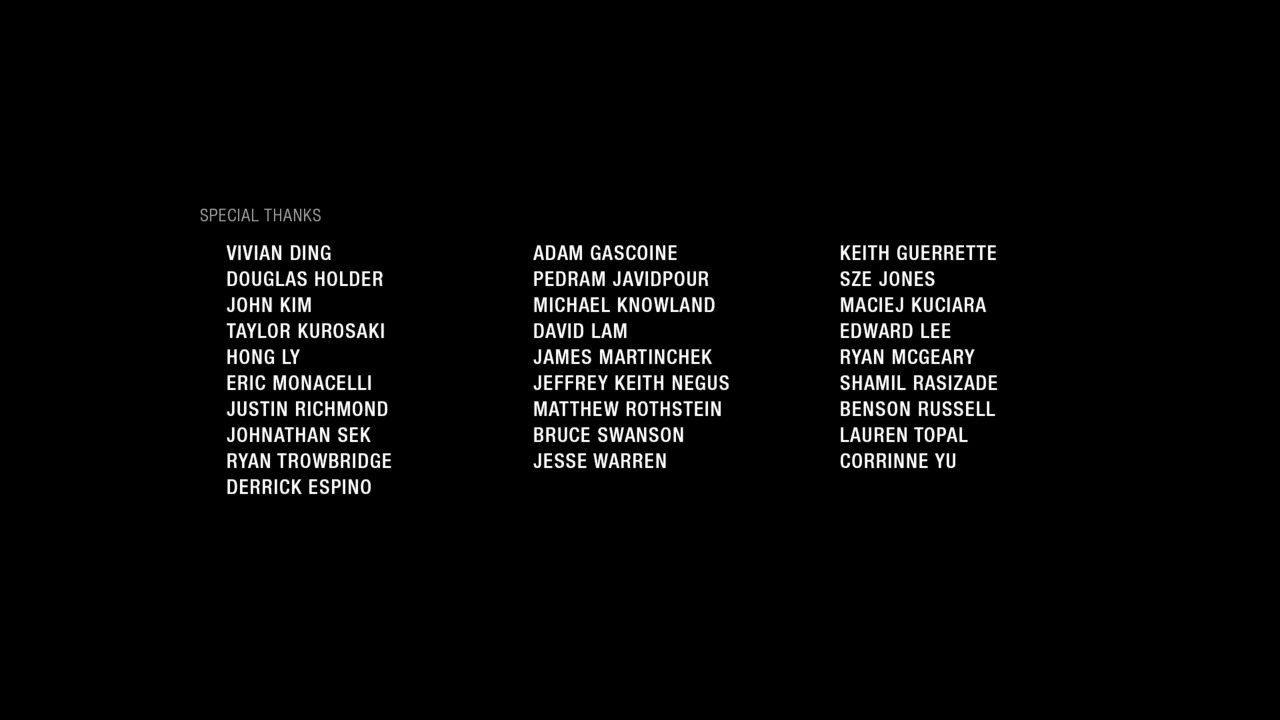 SPECIAL THANKS
VIVIAN DING ADAM GASCOINE KEITH GUERRETTE
DOUGLAS HOLDER PEDRAM JAVIDPOUR SZE JONES
JOHN KIM MICHAEL KNOWLAND MACIEJ KUCIARA
TAYLOR KUROSAKI DAVID LAM EDWARD LEE
HONG LY JAMES MARTINCHEK RYAN MCGEARY
ERIC MONACELLI JEFFREY KEITH NEGUS SHAMIL RASIZADE
JUSTIN RICHMOND MATTHEW ROTHSTEIN BENSON RUSSELL
JOHNATHAN SEK BRUCE SWANSON LAUREN TOPAL
RYAN TROWBRIDGE JESSE WARREN CORRINNE YU
DERRICK ESPINO